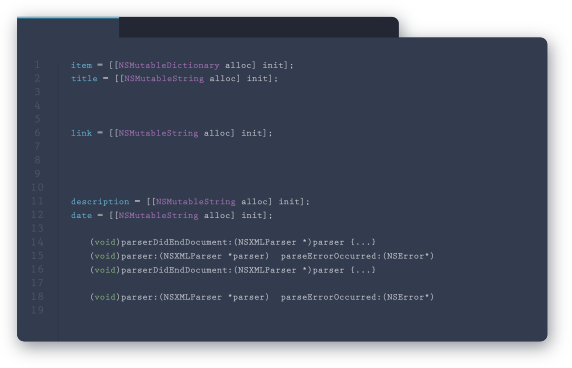 1 item = [[NSMutableDictionary alloc] init];
2 title = [[NSMutableString alloc] init];
3
4
5
6 link = [[NSMutableString alloc] init];
7
8
9
10
11 description = [[NSMutableString alloc] init];
12 date = [[NSMutableString alloc] init];
13
14 (void)parserDidEndDocument:(NSXMLParser *)parser {...}
15 (void)parser:(NSXMLParser *parser) parseErrorOccurred:(NSError*)
16 (void)parserDidEndDocument:(NSXMLParser *)parser {...}
17
18 (void)parser:(NSXMLParser *parser) parseErrorOccurred:(NSError*)
19